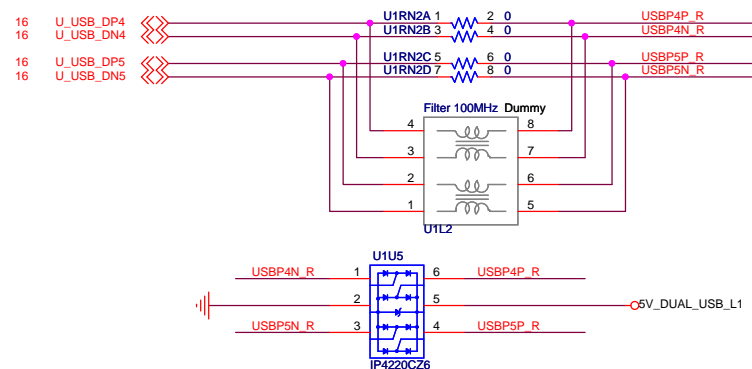 16 U_USB_DP4 U1RN2A 1 2 0 USBP4P_R
16 U_USB_DN4 U1RN2B 3 4 0 USBP4N_R
16 U_USB_DP5 U1RN2C 5 6 0 USBP5P_R
16 U_USB_DN5 U1RN2D 7 8 0 USBP5N_R
Filter 100MHz Dummy
4 8
3 7
2 6
1 5
U1L2
U1U5
USBP4N_R 1 6 USBP4P_R
2 5 5V_DUAL_USB_L1
USBP5N_R 3 4 USBP5P_R
IP4220CZ6